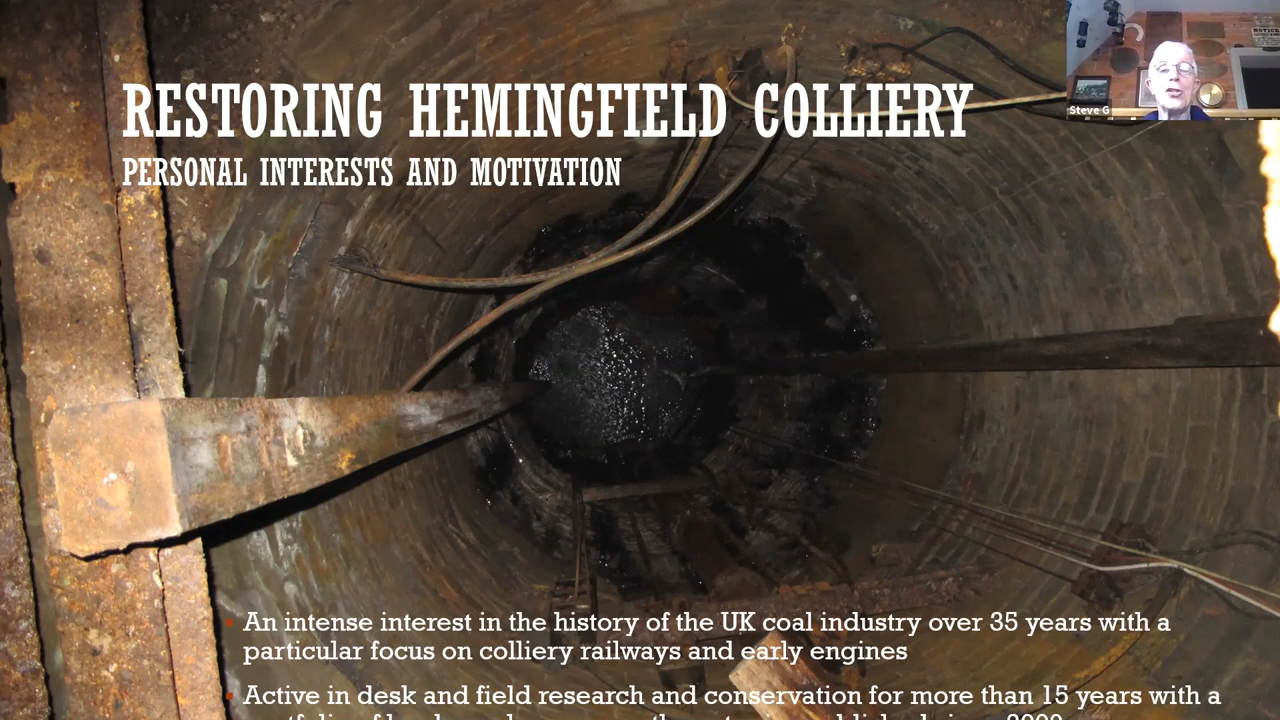 NOTICE
Steve G
RESTORING HEMINGFIELD COLLIERY
PERSONAL INTERESTS AND MOTIVATION
An intense interest in the history of the UK coal industry over 35 years with a
particular focus on colliery railways and early engines
Active in desk and field research and conservation for more than 15 years with a